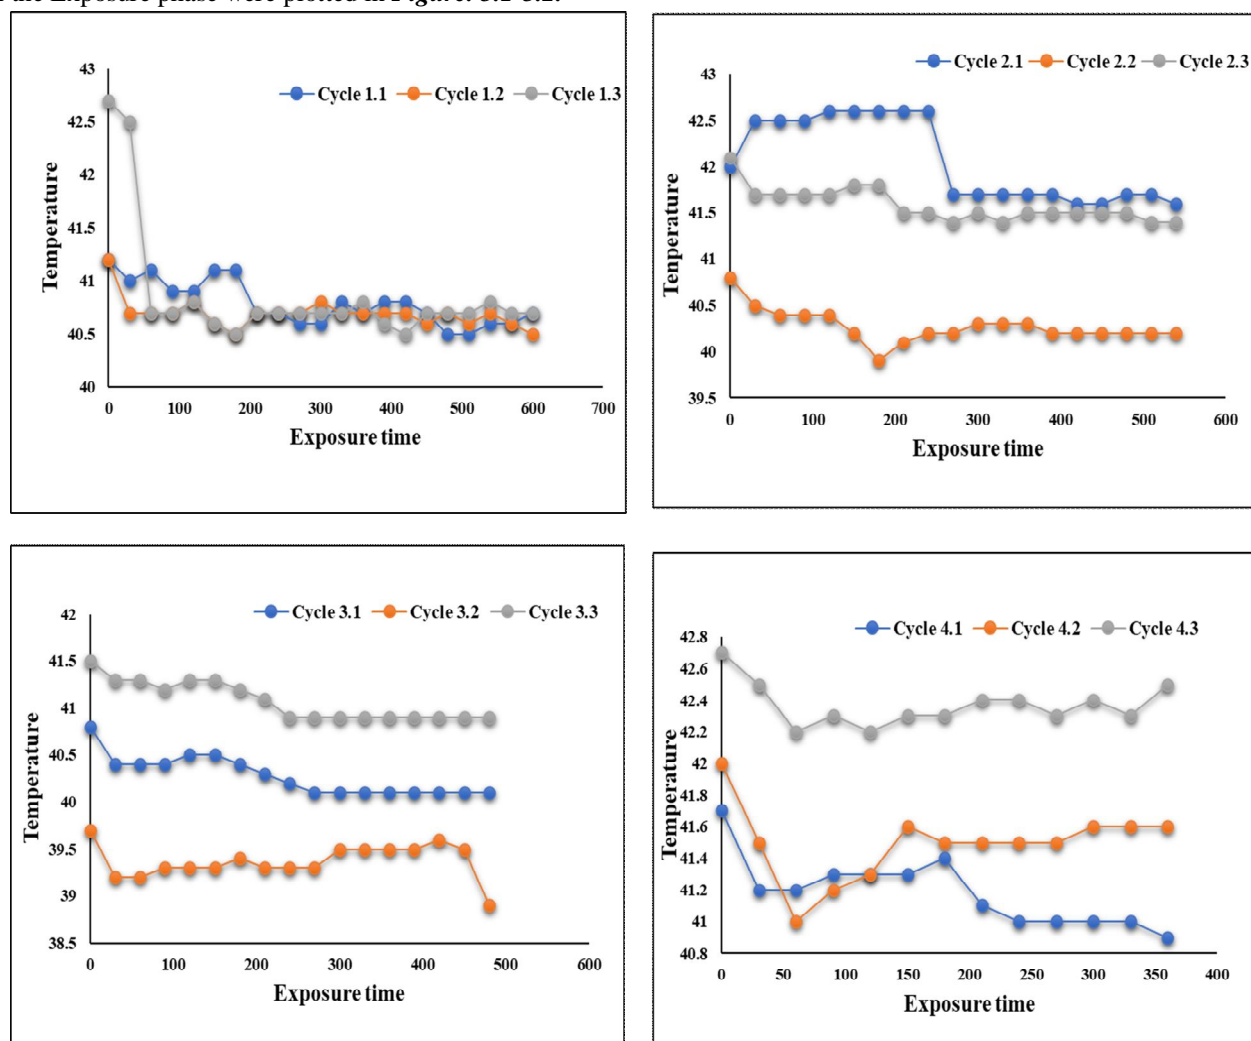 the Exposure phase were plotted in Figure. 3.1-3.2.
Cycle 1.1 Cycle 1.2 Cycle 1.3
43
42.5
42
41.5
41
40.5
40
Temperature
0 100 200 300 400 500 600 700
Exposure time
Cycle 2.1 Cycle 2.2 Cycle 2.3
43
42.5
42
41.5
41
40.5
40
39.5
Tenperature
0 100 200 300 400 500 600
Exposure time
Cycle 3.1 Cycle 3.2 Cycle 3.3
42
41.5
41
40.5
40
39.5
39
38.5
Temperature
0 100 200 300 400 500 600
Exposure time
Cycle 4.1 Cycle 4.2 Cycle 4.3
42.8
42.6
42.4
42.2
42
41.8
41.6
41.4
41.2
41
40.8
Temperature
0 50 100 150 200 250 300 350 400
Exposure time